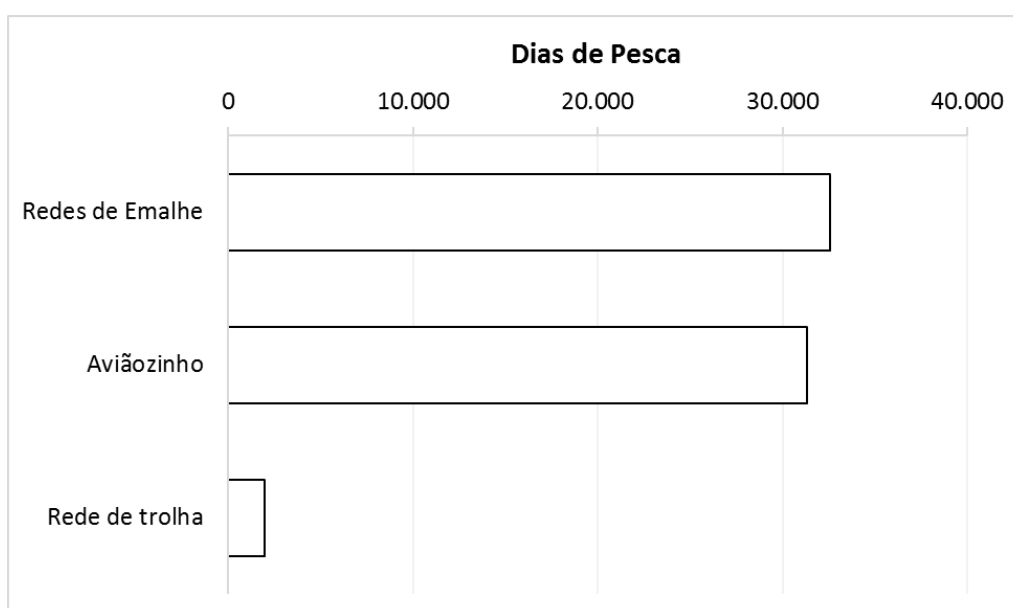 Dias de Pesca
0 10.000 20.000 30.000 40.000
Redes de Emalhe
Aviãozinho
Rede de trolha